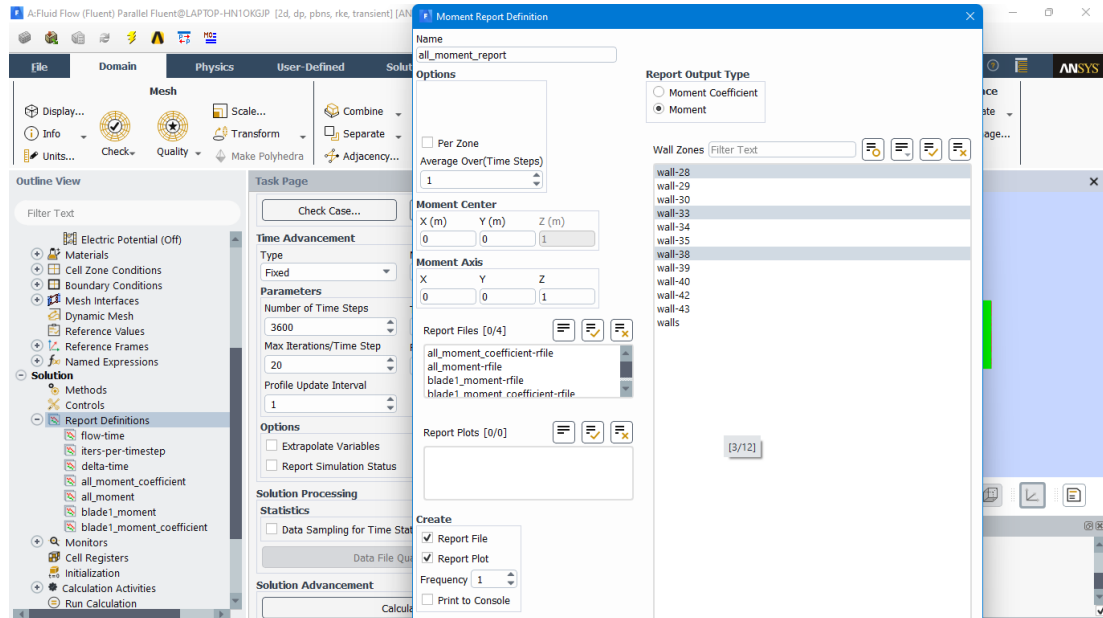 A:Fluid Flow (Fluent) Parallel Fluent@LAPTOP-HN1OKGJP [2d, dp, pbns, rke, transient] [AN
File
Domain
Physics
User-Defined
Solut
ANSYS
Mesh
Display...
Info
Units...
Check
Quality
Scale...
Transform
Make Polyhedra
Combine
Separate
Adjacency...
Outline View
Filter Text
Electric Potential (Off)
Materials
Cell Zone Conditions
Boundary Conditions
Mesh Interfaces
Dynamic Mesh
Reference Values
Reference Frames
Named Expressions
Solution
Methods
Controls
Report Definitions
flow-time
iters-per-timestep
delta-time
all_moment_coefficient
all_moment
blade1_moment
blade1_moment_coefficient
Monitors
Cell Registers
Initialization
Calculation Activities
Run Calculation
Task Page
Check Case...
Time Advancement
Type
Fixed
Parameters
Number of Time Steps
3600
Max Iterations/Time Step
20
Profile Update Interval
1
Options
Extrapolate Variables
Report Simulation Status
Solution Processing
Statistics
Data Sampling for Time Stat
Data File Qua
Solution Advancement
Calcula
Moment Report Definition
Name
all_moment_report
Options
Per Zone
Average Over(Time Steps)
1
Moment Center
X (m) Y (m) Z (m)
0 0 1
Moment Axis
X Y Z
0 0 1
Report Files [0/4]
all_moment_coefficient-rfile
all_moment-rfile
blade1_moment-rfile
blade1_moment_coefficient-rfile
Report Plots [0/0]
Create
Report File
Report Plot
Frequency 1
Print to Console
Report Output Type
Moment Coefficient
Moment
Wall Zones Filter Text
wall-28
wall-29
wall-30
wall-33
wall-34
wall-35
wall-38
wall-39
wall-40
wall-42
wall-43
walls
[3/12]
ace
ate
age...